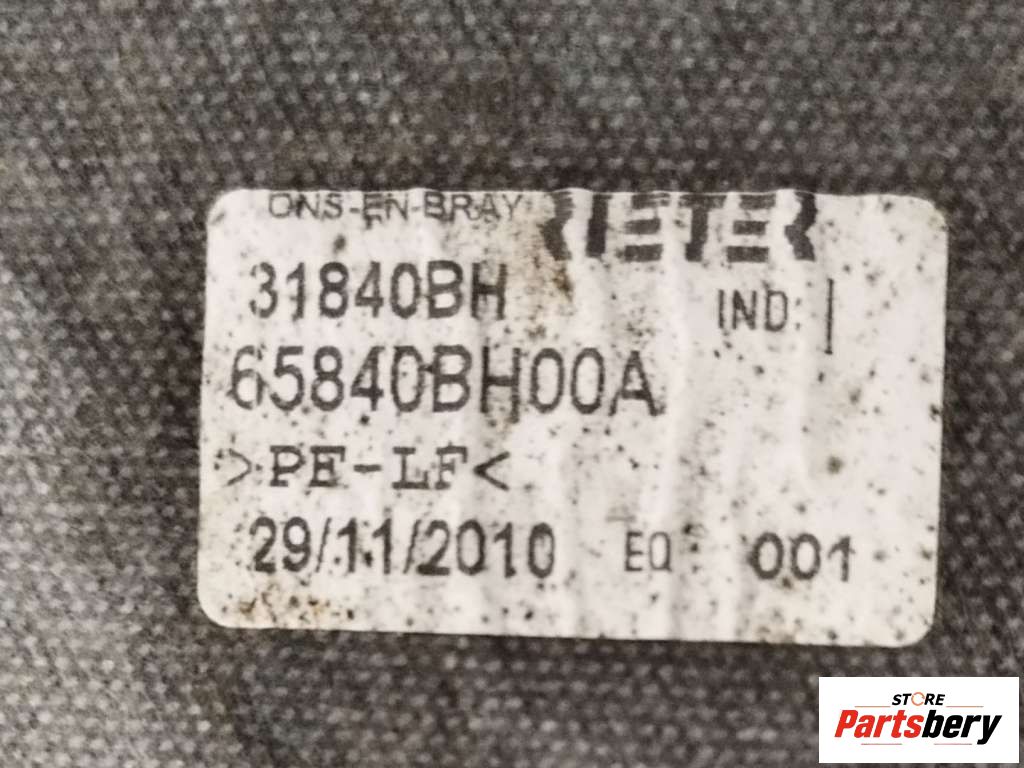 ONS-EN-BRAY RIETER
31840BH IND: |
65840BH00A
>PE-LF<
29/11/2010 EQ 001
STORE
Partsbery